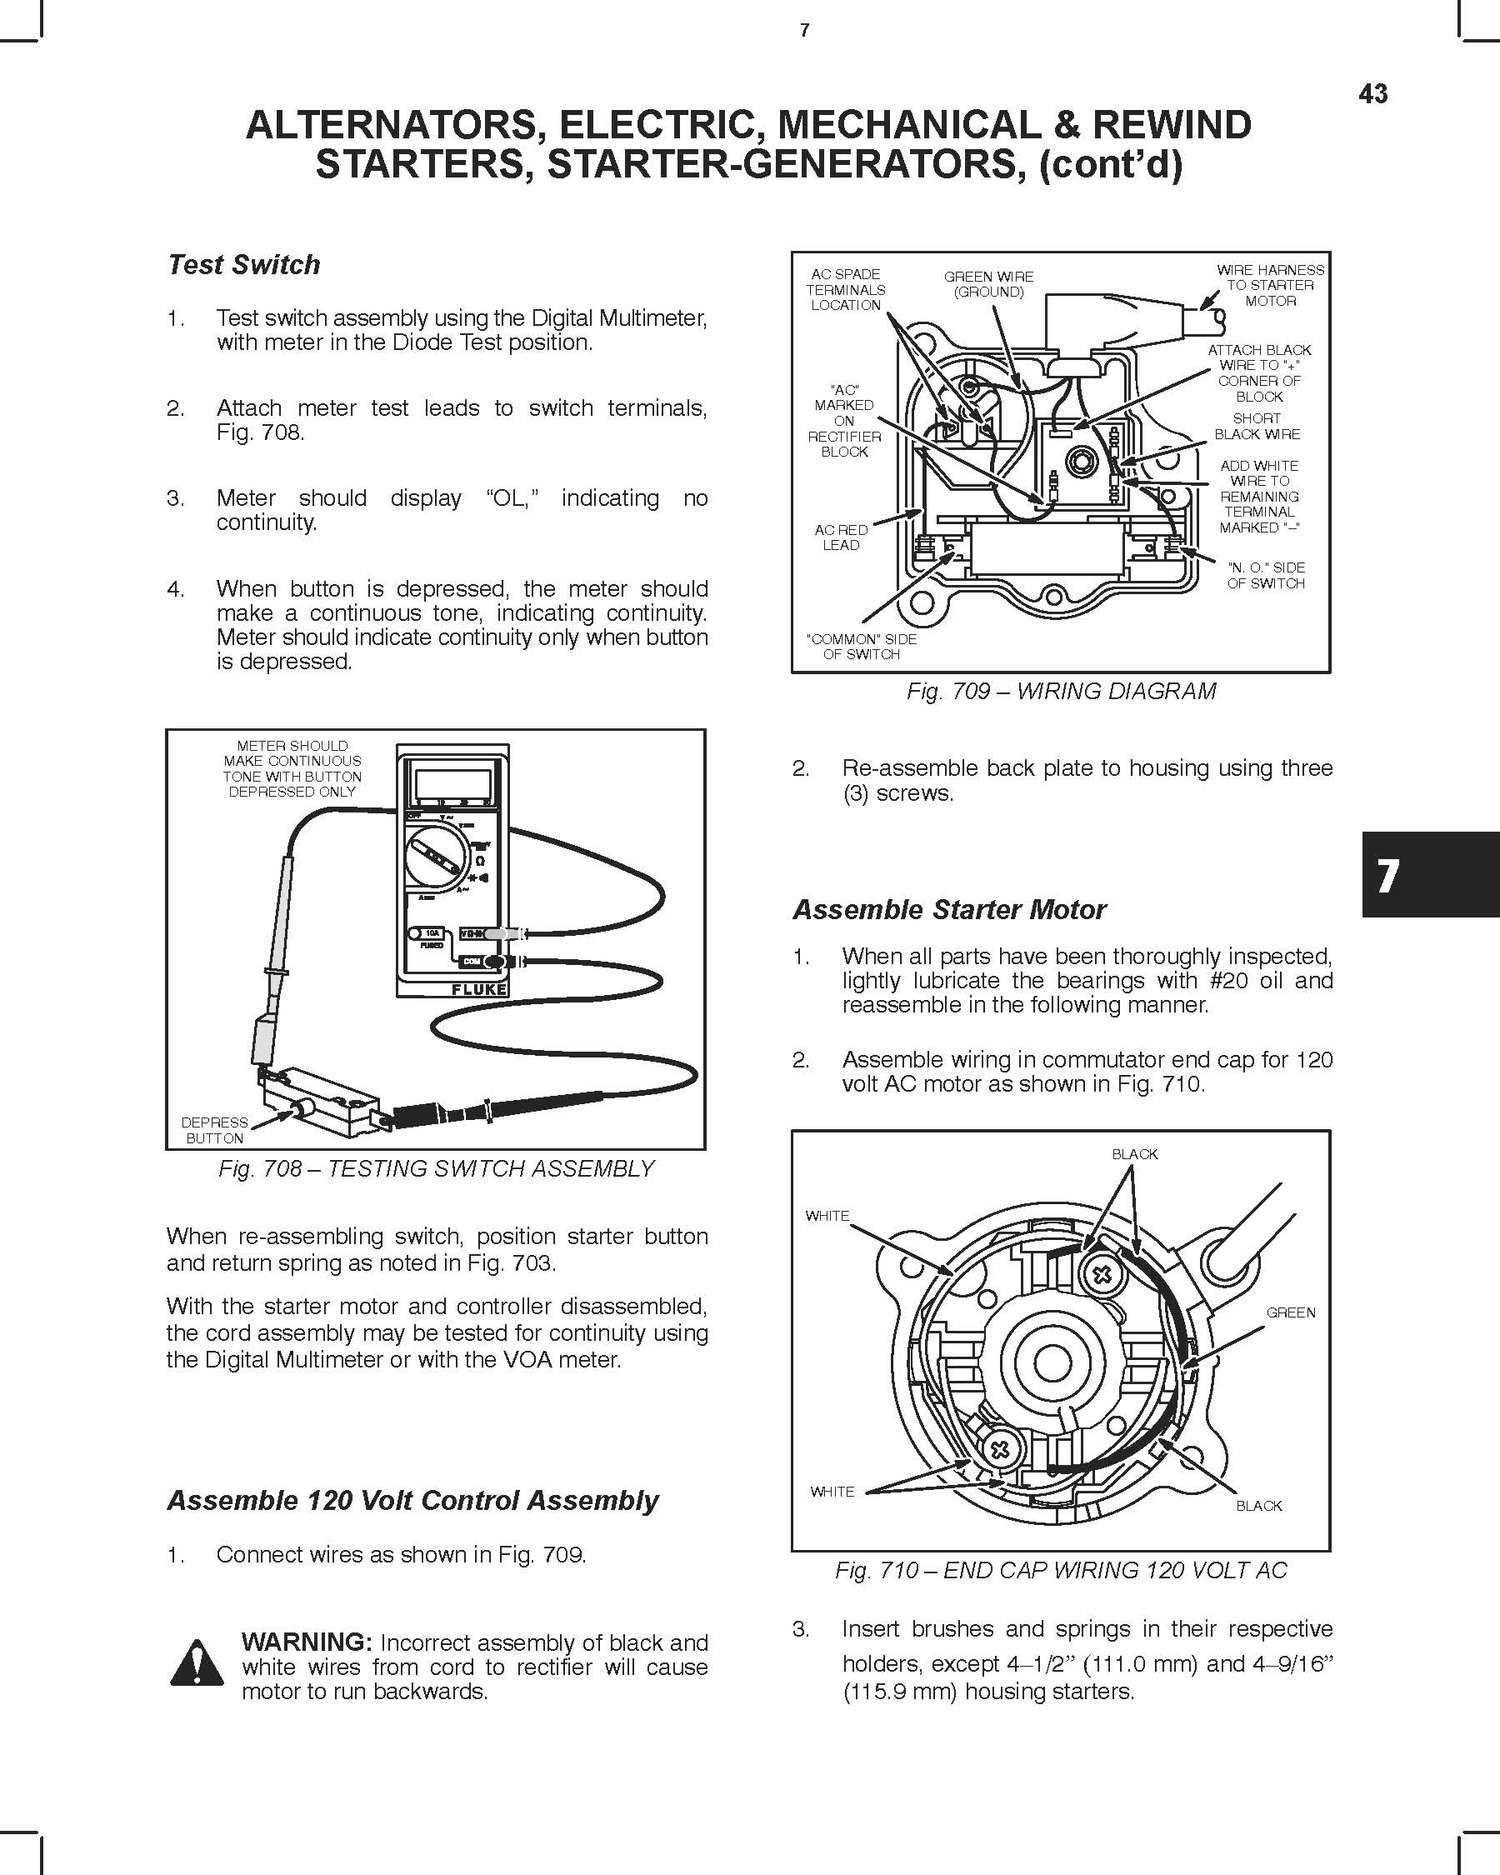 7
43
ALTERNATORS, ELECTRIC, MECHANICAL & REWIND
STARTERS, STARTER-GENERATORS, (cont’d)
Test Switch
1. Test switch assembly using the Digital Multimeter,
with meter in the Diode Test position.
2. Attach meter test leads to switch terminals,
Fig. 708.
3. Meter should display “OL,” indicating no
continuity.
4. When button is depressed, the meter should
make a continuous tone, indicating continuity.
Meter should indicate continuity only when button
is depressed.
METER SHOULD
MAKE CONTINUOUS
TONE WITH BUTTON
DEPRESSED ONLY
OFF
Ω
10A
FUSED
COM
FLUKE
DEPRESS
BUTTON
Fig. 708 – TESTING SWITCH ASSEMBLY
When re-assembling switch, position starter button
and return spring as noted in Fig. 703.
With the starter motor and controller disassembled,
the cord assembly may be tested for continuity using
the Digital Multimeter or with the VOA meter.
Assemble 120 Volt Control Assembly
1. Connect wires as shown in Fig. 709.
WARNING: Incorrect assembly of black and
white wires from cord to rectifier will cause
motor to run backwards.
AC SPADE
TERMINALS
LOCATION
GREEN WIRE
(GROUND)
WIRE HARNESS
TO STARTER
MOTOR
ATTACH BLACK
WIRE TO "+"
CORNER OF
BLOCK
"AC"
MARKED
ON
RECTIFIER
BLOCK
SHORT
BLACK WIRE
ADD WHITE
WIRE TO
REMAINING
TERMINAL
MARKED "–"
AC RED
LEAD
"N. O." SIDE
OF SWITCH
"COMMON" SIDE
OF SWITCH
Fig. 709 – WIRING DIAGRAM
2. Re-assemble back plate to housing using three
(3) screws.
7
Assemble Starter Motor
1. When all parts have been thoroughly inspected,
lightly lubricate the bearings with #20 oil and
reassemble in the following manner.
2. Assemble wiring in commutator end cap for 120
volt AC motor as shown in Fig. 710.
BLACK
WHITE
GREEN
WHITE
BLACK
Fig. 710 – END CAP WIRING 120 VOLT AC
3. Insert brushes and springs in their respective
holders, except 4–1/2” (111.0 mm) and 4–9/16”
(115.9 mm) housing starters.